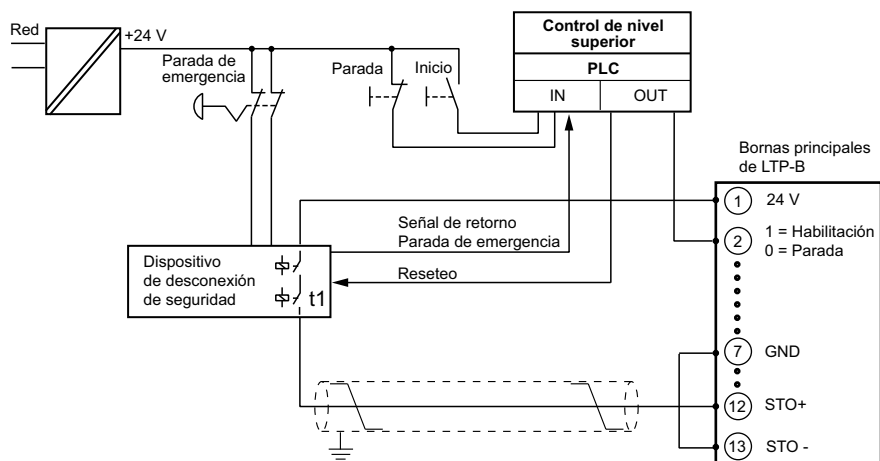 Red
+24 V
Parada de
emergencia
Parada
Inicio
Control de nivel
superior
PLC
IN
OUT
Bornas principales
de LTP-B
1
24 V
2
1 = Habilitación
0 = Parada
Señal de retorno
Parada de emergencia
Reseteo
Dispositivo
de desconexión
de seguridad
t1
7
GND
12
STO+
13
STO -